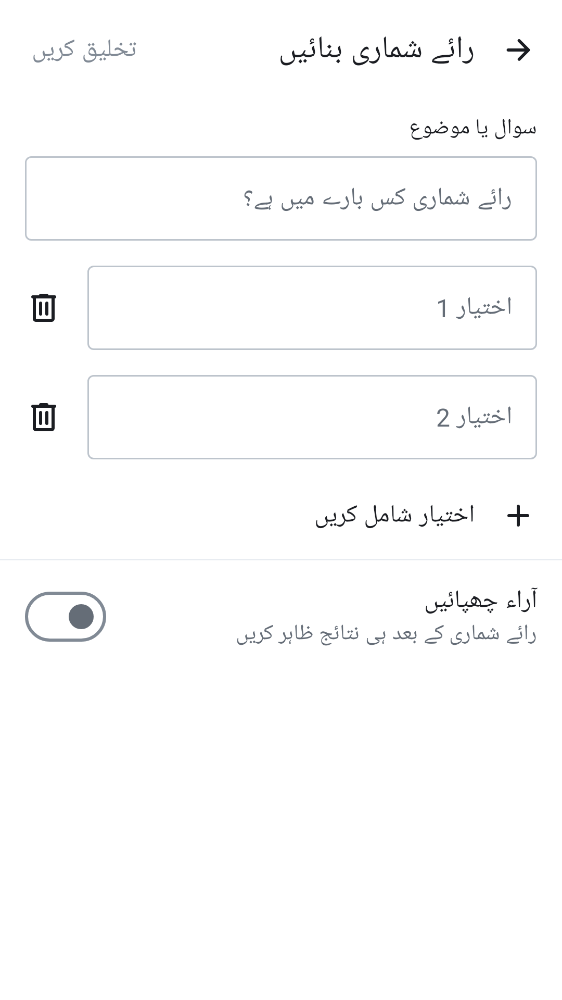 رائے شماری بنائیں
تخلیق کریں
سوال یا موضوع
رائے شماری کس بارے میں ہے؟
اختیار 1
اختیار 2
اختیار شامل کریں
آراء چھپائیں
رائے شماری کے بعد ہی نتائج ظاہر کریں